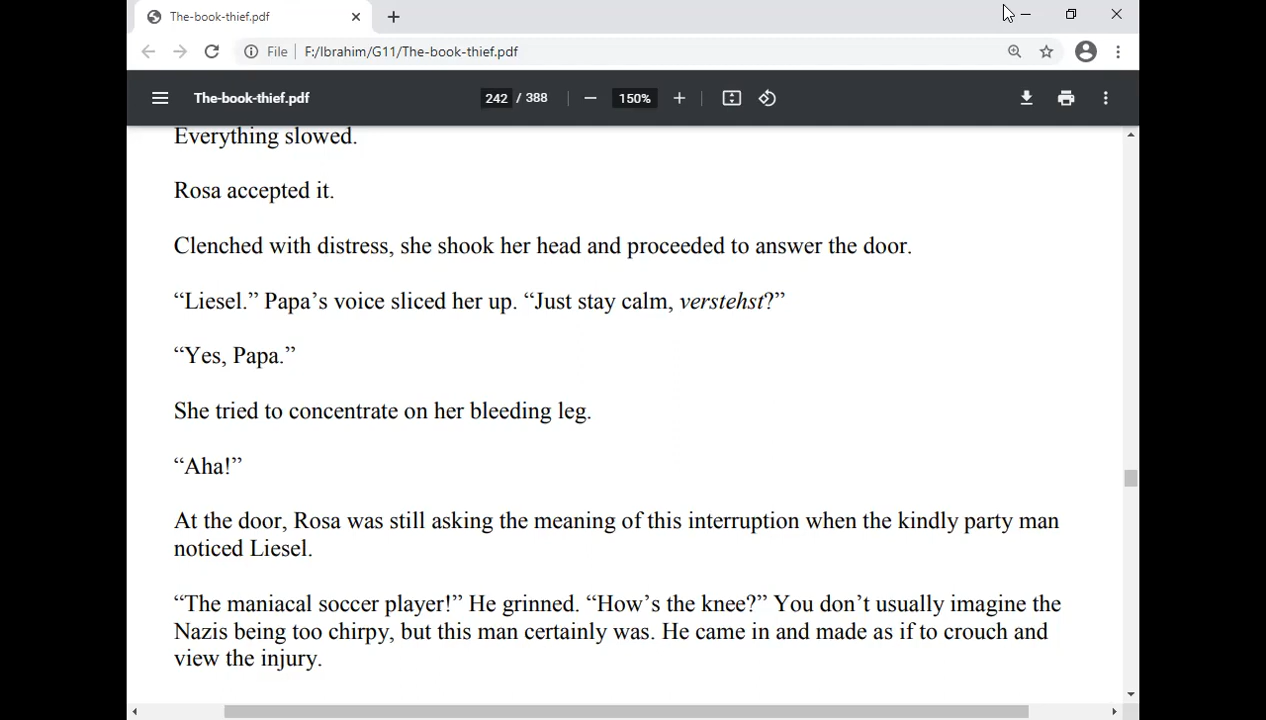 The-book-thief.pdf
File F:/Ibrahim/G11/The-book-thief.pdf
The-book-thief.pdf 242 / 388 150%
Everything slowed.
Rosa accepted it.
Clenched with distress, she shook her head and proceeded to answer the door.
“Liesel.” Papa’s voice sliced her up. “Just stay calm, verstehst?”
“Yes, Papa.”
She tried to concentrate on her bleeding leg.
“Aha!”
At the door, Rosa was still asking the meaning of this interruption when the kindly party man
noticed Liesel.
“The maniacal soccer player!” He grinned. “How’s the knee?” You don’t usually imagine the
Nazis being too chirpy, but this man certainly was. He came in and made as if to crouch and
view the injury.